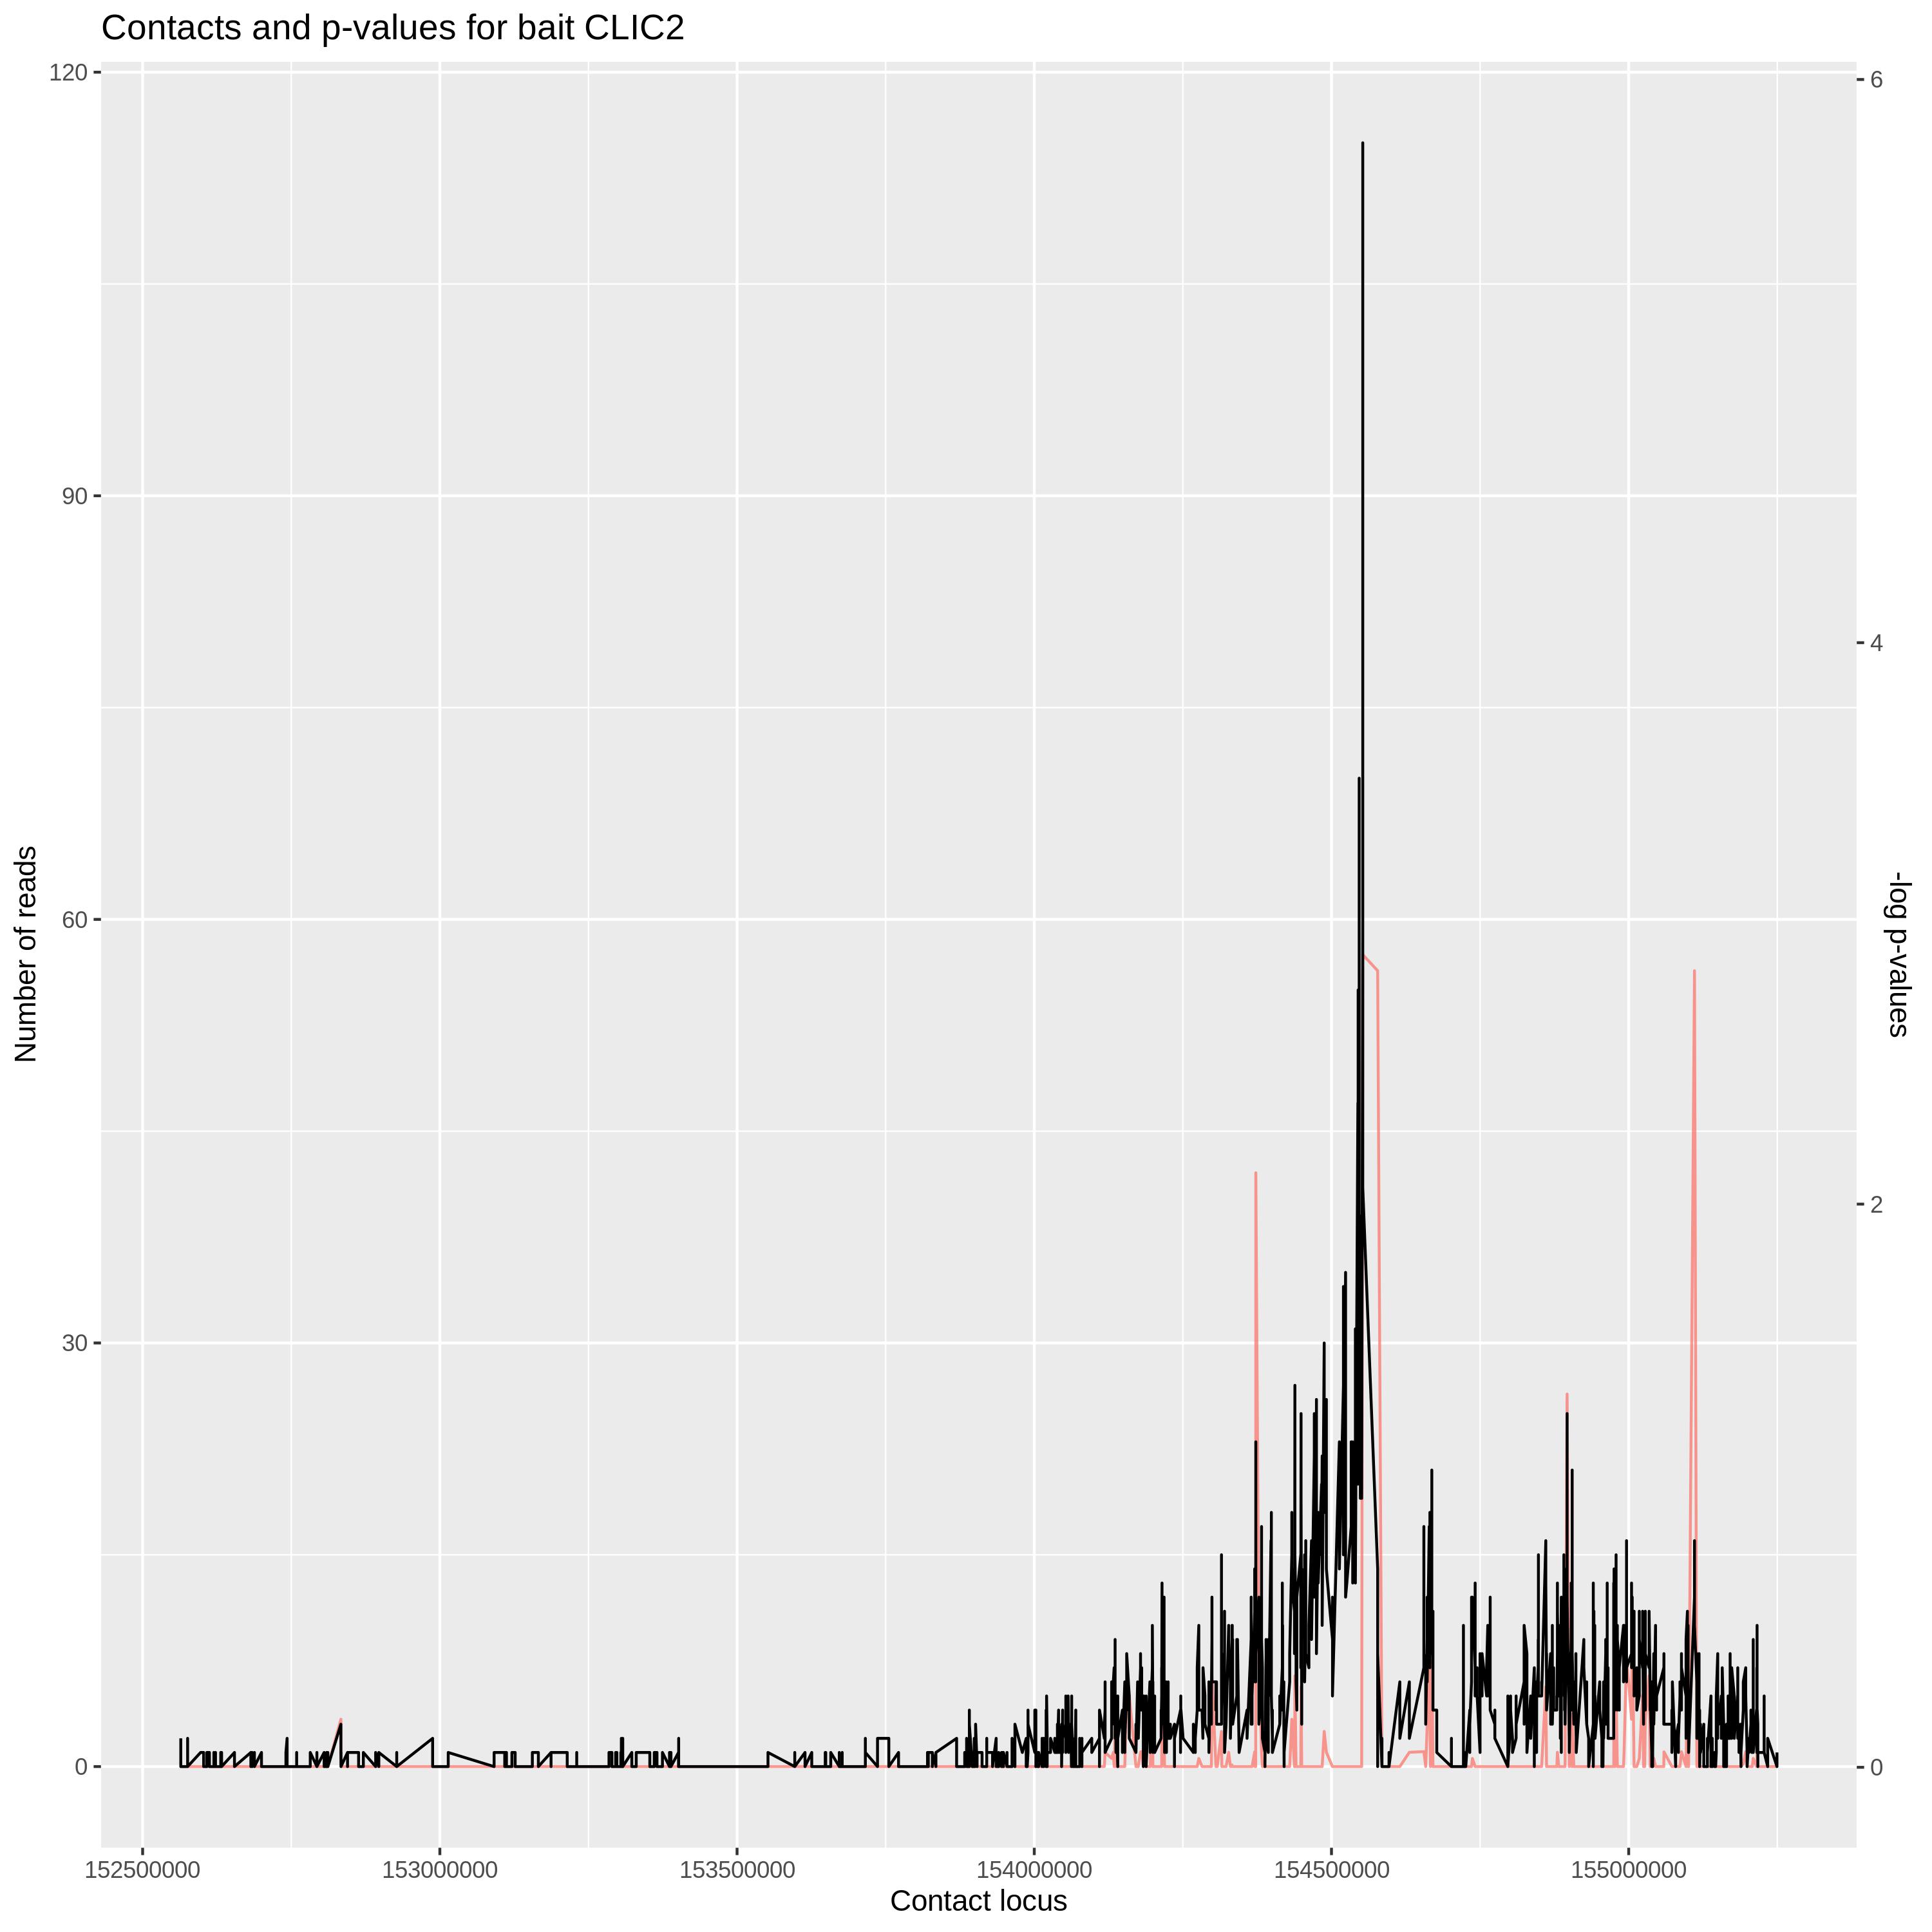 Contacts and p-values for bait CLIC2
120
90
60
30
0
Number of reads
6
4
2
0
-log p-values
152500000 153000000 153500000 154000000 154500000 155000000
Contact locus